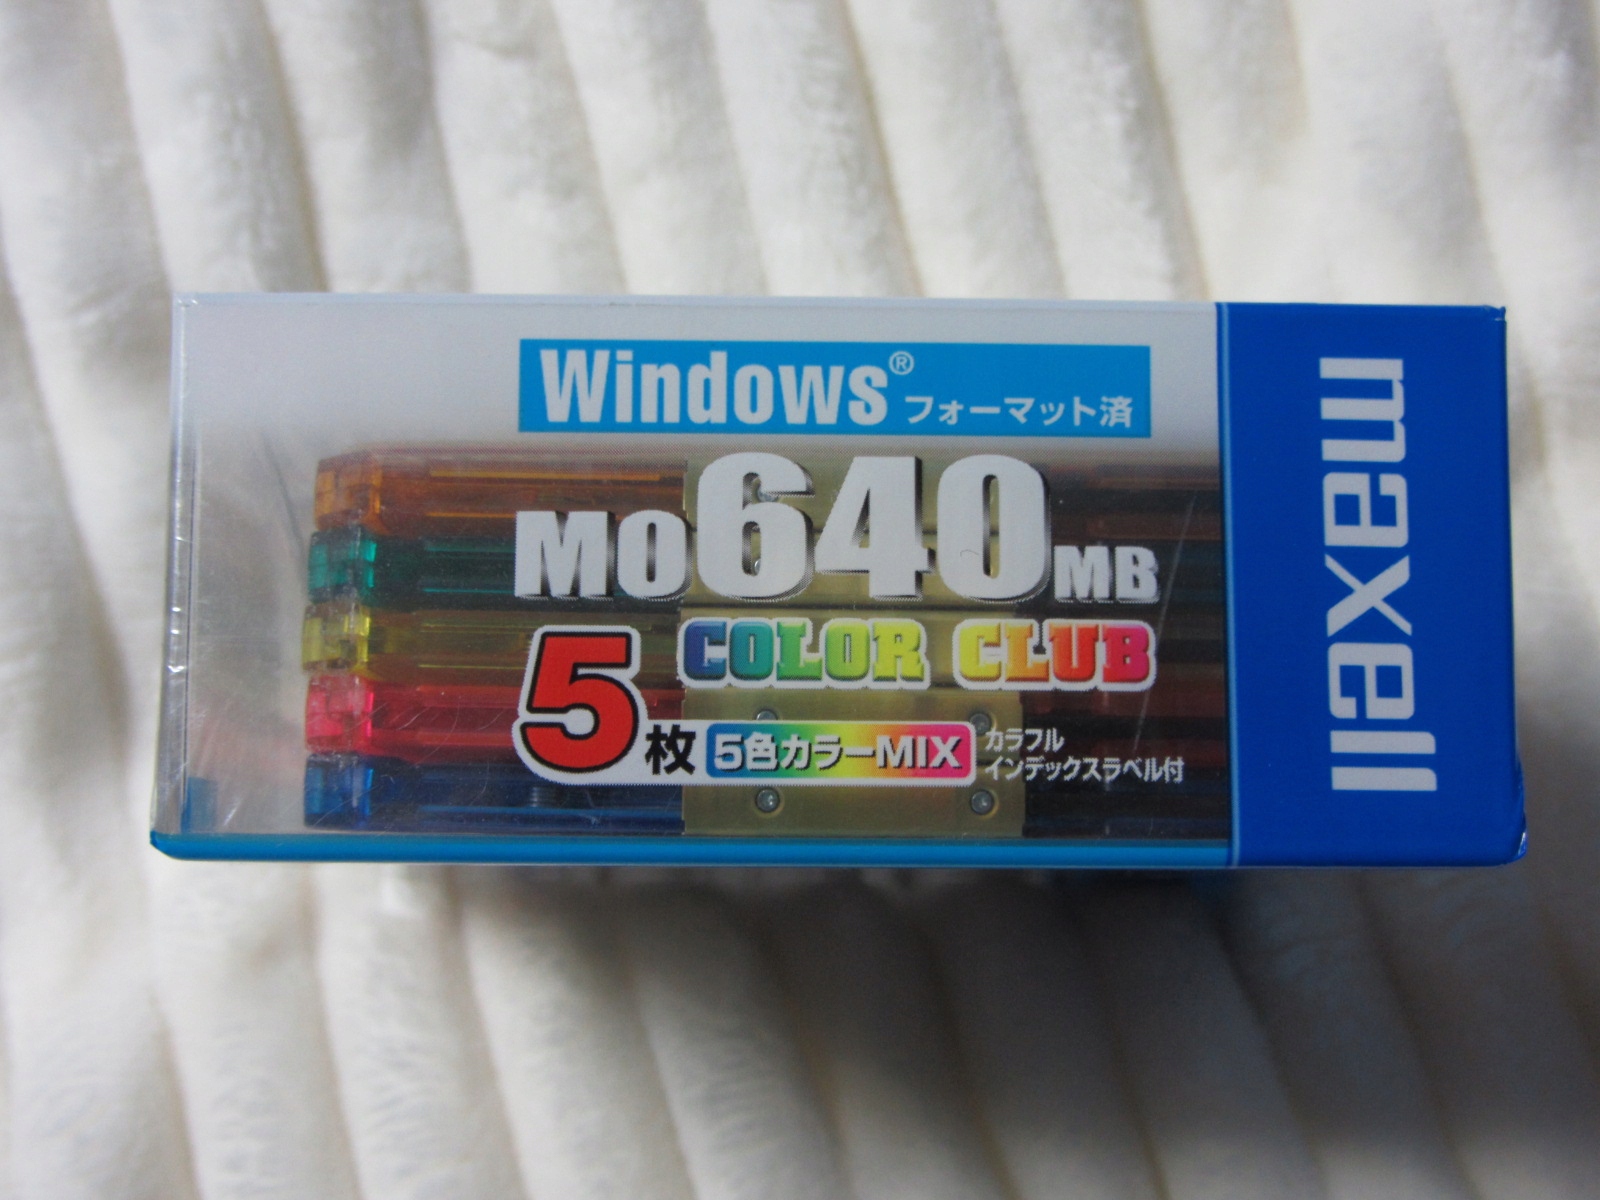 Windows® フォーマット済
MO640MB
COLOR CLUB
5枚 5色カラーMIX
カラフル
インデックスラベル付
maxell